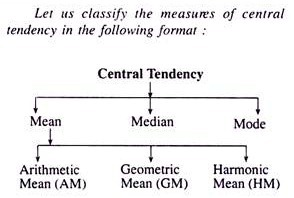 Let us classify the measures of central
tendency in the following format :
Central Tendency
Mean Median Mode
Arithmetic Geometric Harmonic
Mean (AM) Mean (GM) Mean (HM)